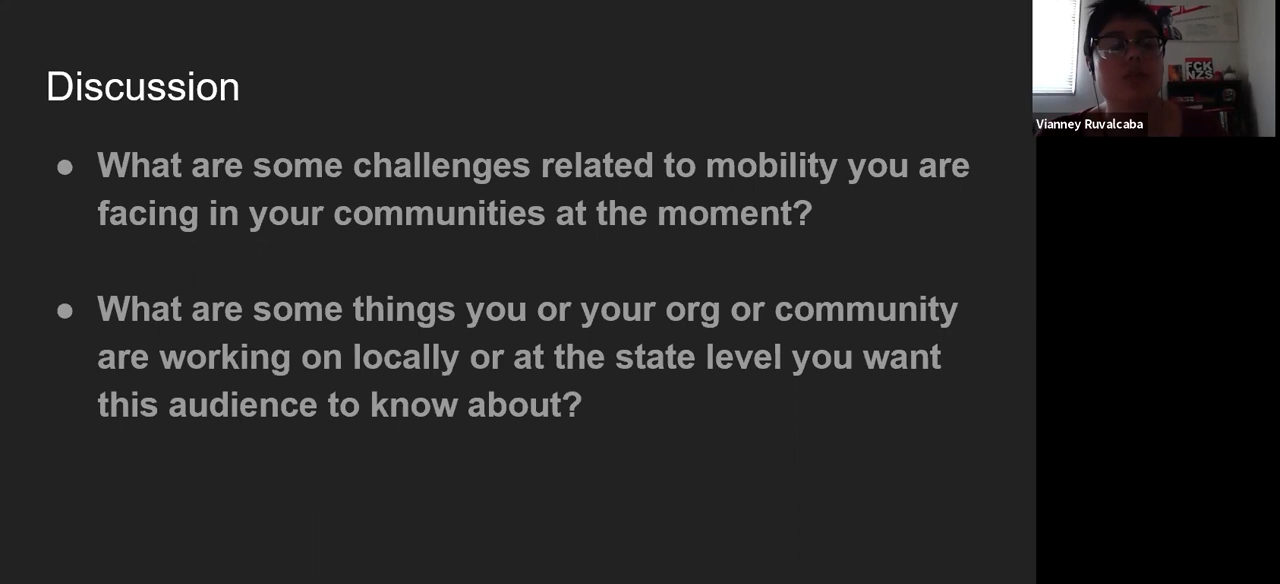 Discussion
● What are some challenges related to mobility you are
facing in your communities at the moment?
● What are some things you or your org or community
are working on locally or at the state level you want
this audience to know about?
FCK
NZS
Vianney Ruvalcaba